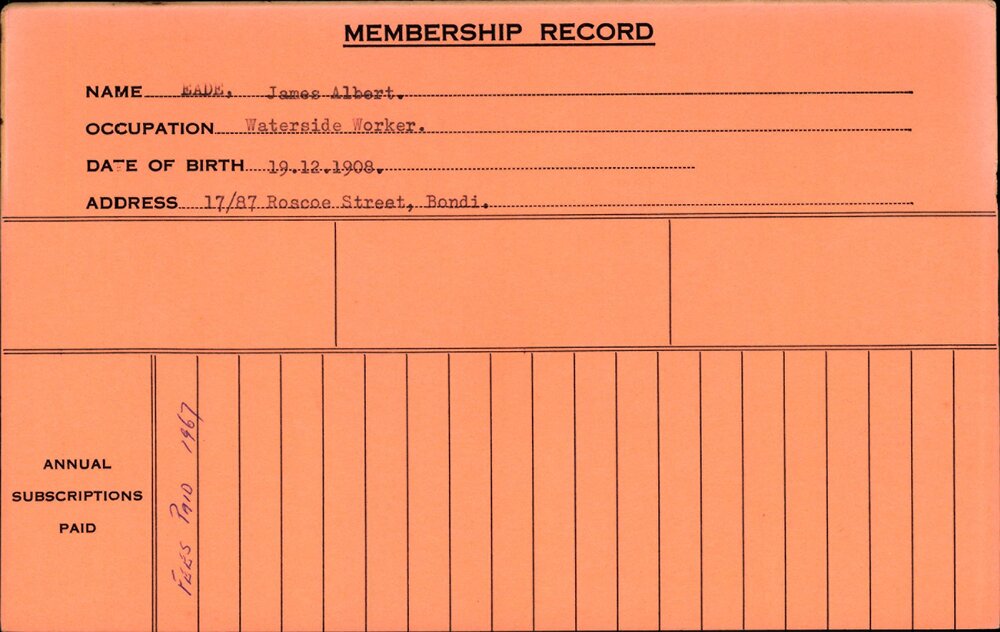 MEMBERSHIP RECORD
NAME EADE, James Albert.
OCCUPATION Waterside Worker.
DATE OF BIRTH 19.12.1908.
ADDRESS 17/87 Roscoe Street, Bondi.
ANNUAL
SUBSCRIPTIONS
PAID
FEES PAID 1967